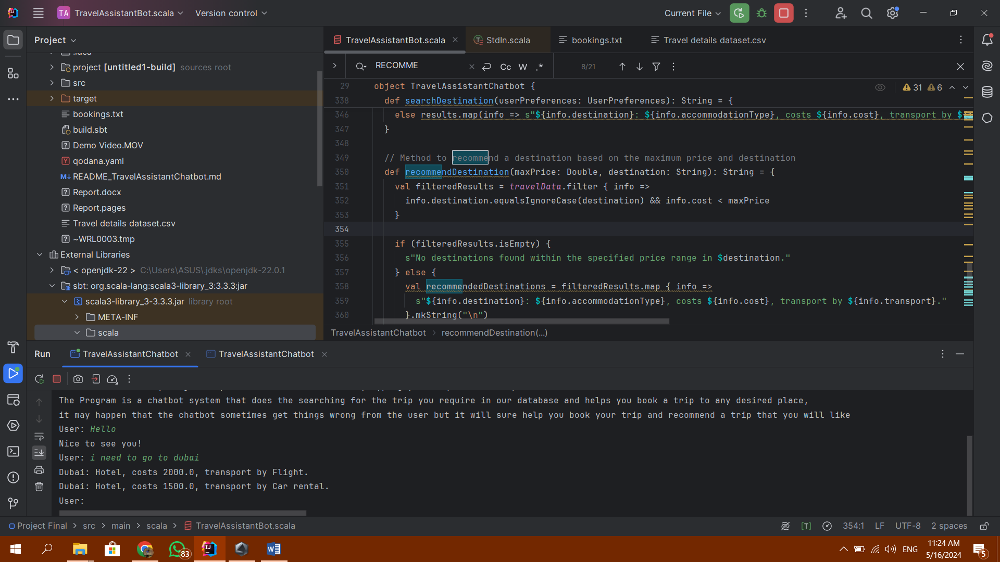 TA TravelAssistantBot.scala Version control Current File
Project
TravelAssistantBot.scala StdIn.scala bookings.txt Travel details dataset.csv
.idea
project [untitled1-build] sources root
src
target
bookings.txt
build.sbt
Demo Video.MOV
qodana.yaml
README_TravelAssistantChatbot.md
Report.docx
Report.pages
Travel details dataset.csv
~WRL0003.tmp
External Libraries
< openjdk-22 > C:\Users\ASUS\.jdks\openjdk-22.0.1
sbt: org.scala-lang:scala3-library_3:3.3.3:jar
scala3-library_3-3.3.3.jar library root
META-INF
scala
RECOMME Cc W .* 8/21
31 6
29 object TravelAssistantChatbot {
338 def searchDestination(userPreferences: UserPreferences): String = {
346 else results.map(info => s"${info.destination}: ${info.accommodationType}, costs ${info.cost}, transport by
347 }
348
349 // Method to recommend a destination based on the maximum price and destination
350 def recommendDestination(maxPrice: Double, destination: String): String = {
351 val filteredResults = travelData.filter { info =>
352 info.destination.equalsIgnoreCase(destination) && info.cost < maxPrice
353 }
354
355 if (filteredResults.isEmpty) {
356 s"No destinations found within the specified price range in $destination."
357 } else {
358 val recommendedDestinations = filteredResults.map { info =>
359 s"${info.destination}: ${info.accommodationType}, costs ${info.cost}, transport by ${info.transport}."
360 }.mkString("\n")
TravelAssistantChatbot recommendDestination(...)
Run TravelAssistantChatbot TravelAssistantChatbot
The Program is a chatbot system that does the searching for the trip you require in our database and helps you book a trip to any desired place,
it may happen that the chatbot sometimes get things wrong from the user but it will sure help you book your trip and recommend a trip that you will like
User: Hello
Nice to see you!
User: i need to go to dubai
Dubai: Hotel, costs 2000.0, transport by Flight.
Dubai: Hotel, costs 1500.0, transport by Car rental.
User:
Project Final src main scala TravelAssistantBot.scala [T] 354:1 LF UTF-8 2 spaces
83 ENG 11:24 AM
5/16/2024 5